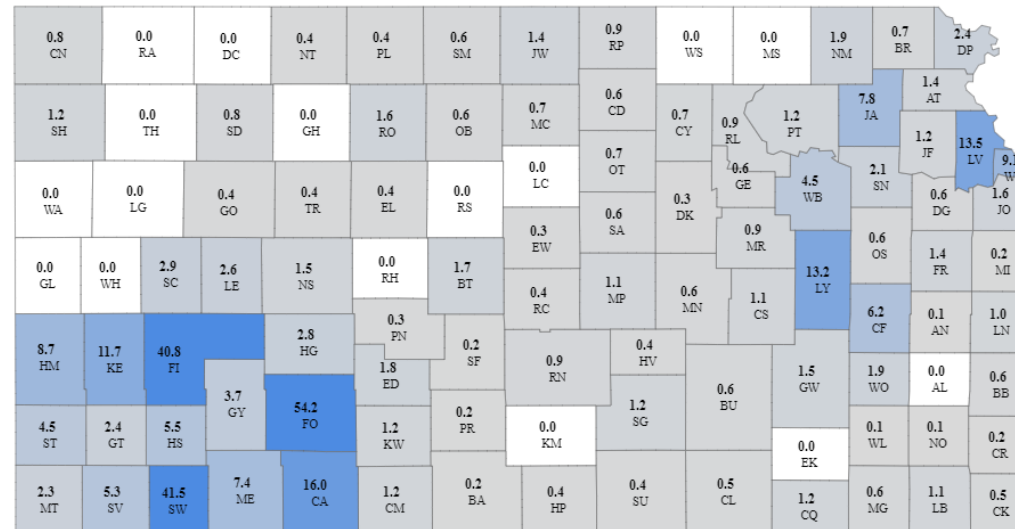 0.8
CN
0.0
RA
0.0
DC
0.4
NT
0.4
PL
0.6
SM
1.4
JW
0.9
RP
0.0
WS
0.0
MS
1.9
NM
0.7
BR
2.4
DP
1.2
SH
0.0
TH
0.8
SD
0.0
GH
1.6
RO
0.6
OB
0.7
MC
0.6
CD
0.7
CY
0.9
RL
1.2
PT
7.8
JA
1.4
AT
1.2
JF
13.5
LV
9.1
W
0.0
WA
0.0
LG
0.4
GO
0.4
TR
0.4
EL
0.0
RS
0.0
LC
0.7
OT
0.6
GE
4.5
WB
2.1
SN
0.6
DG
1.6
JO
0.3
EW
0.6
SA
0.3
DK
0.9
MR
0.6
OS
1.4
FR
0.2
MI
0.0
GL
0.0
WH
2.9
SC
2.6
LE
1.5
NS
0.0
RH
1.7
BT
0.4
RC
1.1
MP
0.6
MN
1.1
CS
13.2
LY
6.2
CF
0.1
AN
1.0
LN
8.7
HM
11.7
KE
40.8
FI
2.8
HG
0.3
PN
0.2
SF
0.9
RN
0.4
HV
3.7
GY
54.2
FO
1.8
ED
0.6
BU
1.5
GW
1.9
WO
0.0
AL
0.6
BB
4.5
ST
2.4
GT
5.5
HS
1.2
KW
0.2
PR
0.0
KM
1.2
SG
0.0
EK
0.1
WL
0.1
NO
0.2
CR
2.3
MT
5.3
SV
41.5
SW
7.4
ME
16.0
CA
1.2
CM
0.2
BA
0.4
HP
0.4
SU
0.5
CL
1.2
CQ
0.6
MG
1.1
LB
0.5
CK